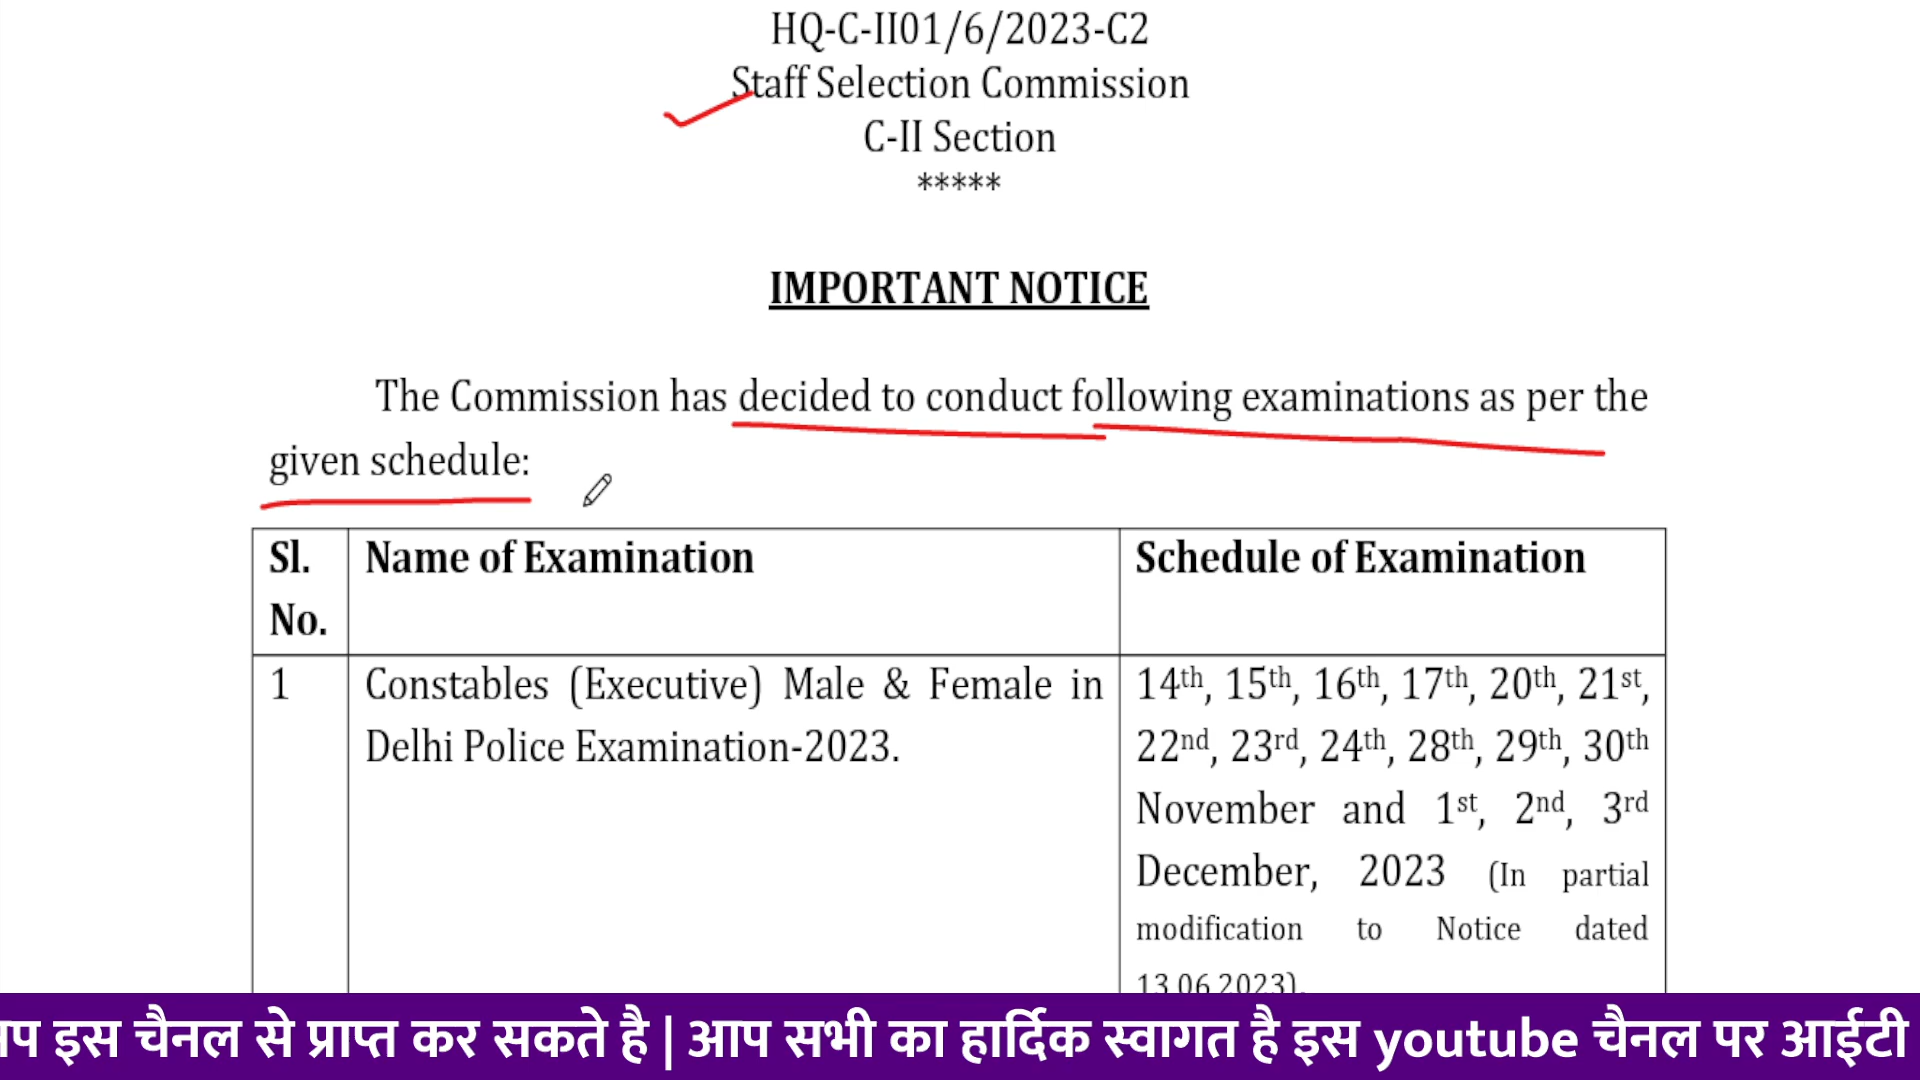 HQ-C-II01/6/2023-C2
Staff Selection Commission
C-II Section
*****
IMPORTANT NOTICE
The Commission has decided to conduct following examinations as per the
given schedule:
Sl. No.
Name of Examination
Schedule of Examination
1
Constables (Executive) Male & Female in
Delhi Police Examination-2023.
14th, 15th, 16th, 17th, 20th, 21st,
22nd, 23rd, 24th, 28th, 29th, 30th
November and 1st, 2nd, 3rd
December, 2023 (In partial
modification to Notice dated
13.06.2023).
इस चैनल से प्राप्त कर सकते है | आप सभी का हार्दिक स्वागत है इस youtube चैनल पर आईटी